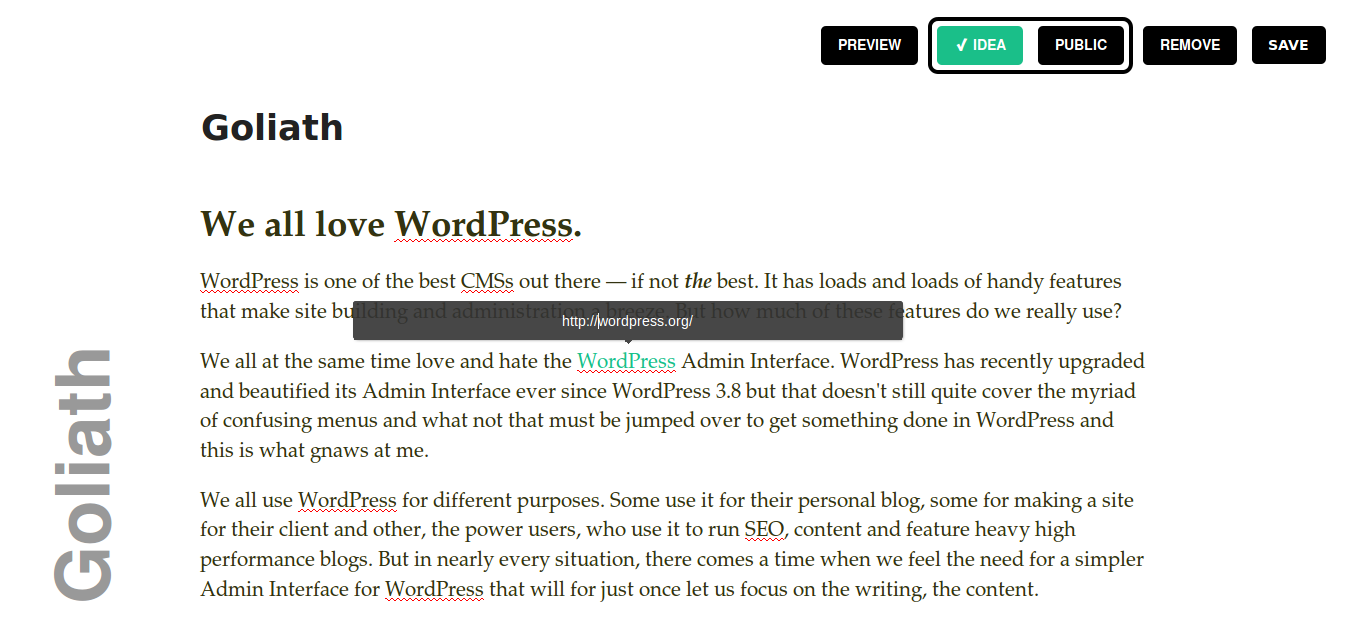 PREVIEW
✓ IDEA
PUBLIC
REMOVE
SAVE
Goliath
We all love WordPress.
WordPress is one of the best CMSs out there — if not the best. It has loads and loads of handy features
that make site building and administration a breeze. But how much of these features do we really use?
http://wordpress.org/
We all at the same time love and hate the WordPress Admin Interface. WordPress has recently upgraded
and beautified its Admin Interface ever since WordPress 3.8 but that doesn't still quite cover the myriad
of confusing menus and what not that must be jumped over to get something done in WordPress and
this is what gnaws at me.
We all use WordPress for different purposes. Some use it for their personal blog, some for making a site
for their client and other, the power users, who use it to run SEO, content and feature heavy high
performance blogs. But in nearly every situation, there comes a time when we feel the need for a simpler
Admin Interface for WordPress that will for just once let us focus on the writing, the content.
Goliath